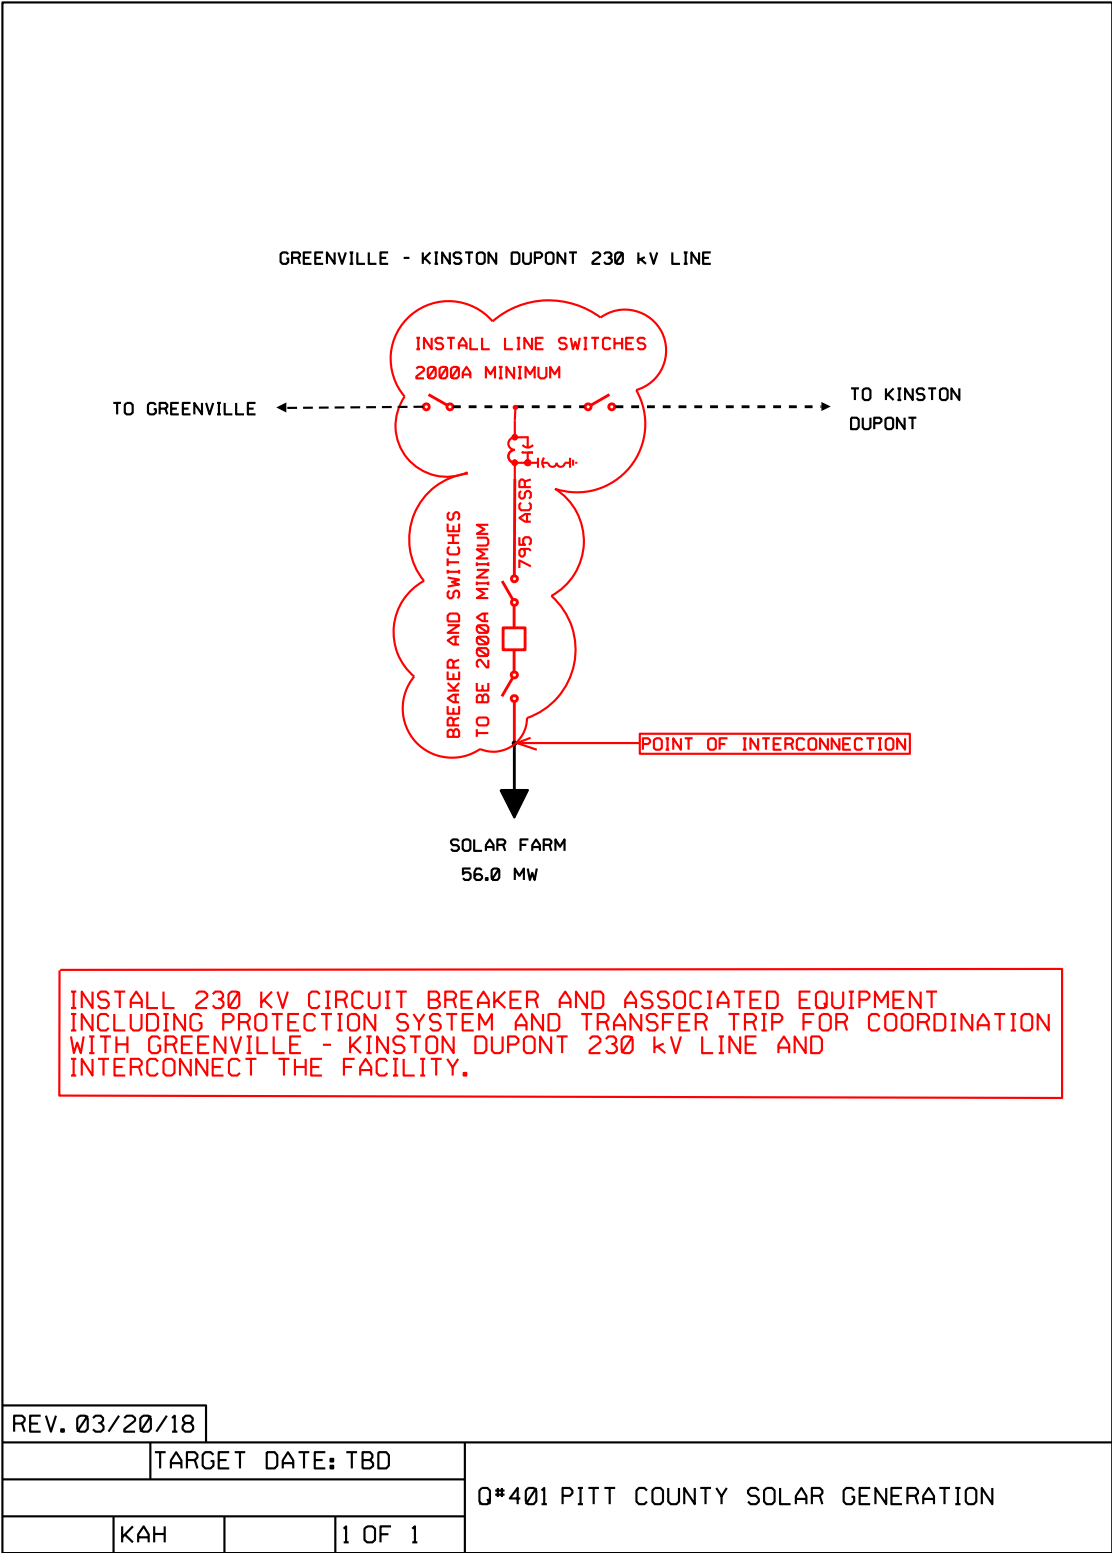 GREENVILLE - KINSTON DUPONT 230 kV LINE
INSTALL LINE SWITCHES
2000A MINIMUM
TO GREENVILLE
TO KINSTON
DUPONT
795 ACSR
BREAKER AND SWITCHES
TO BE 2000A MINIMUM
POINT OF INTERCONNECTION
SOLAR FARM
56.0 MW
INSTALL 230 KV CIRCUIT BREAKER AND ASSOCIATED EQUIPMENT
INCLUDING PROTECTION SYSTEM AND TRANSFER TRIP FOR COORDINATION
WITH GREENVILLE - KINSTON DUPONT 230 kV LINE AND
INTERCONNECT THE FACILITY.
REV. 03/20/18
TARGET DATE: TBD
Q#401 PITT COUNTY SOLAR GENERATION
KAH
1 OF 1